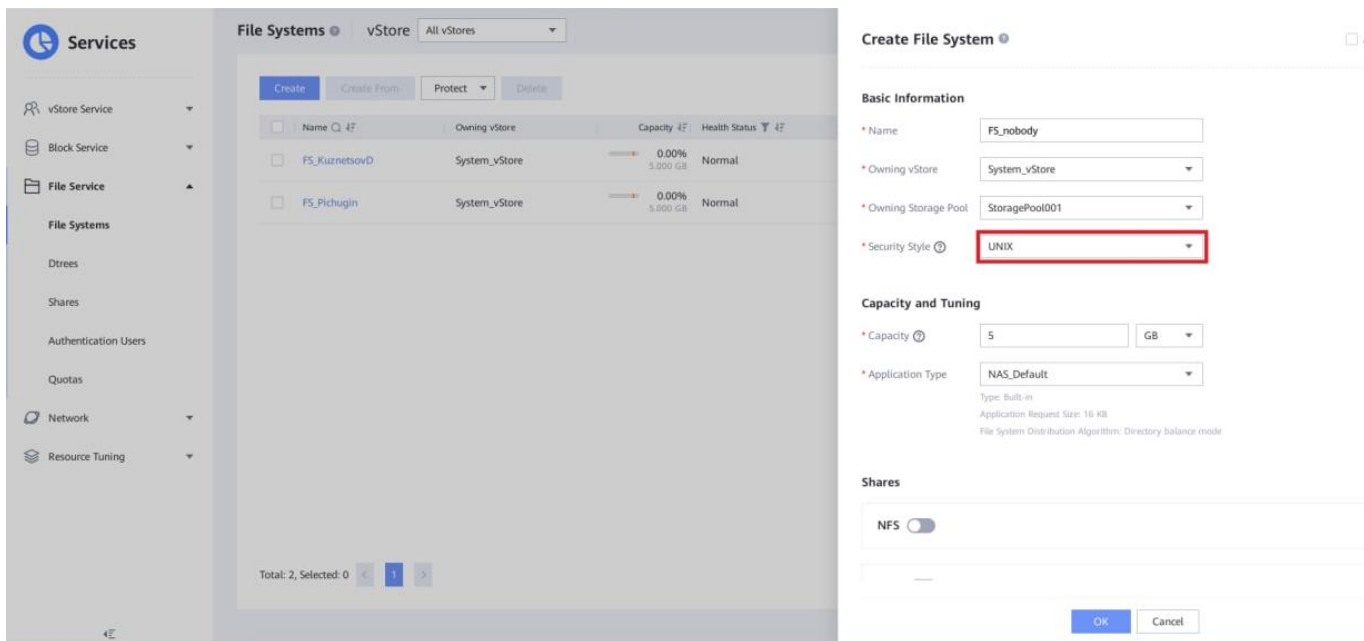 Services
vStore Service
Block Service
File Service
File Systems
Dtrees
Shares
Authentication Users
Quotas
Network
Resource Tuning
File Systems vStore All vStores
Create Create From Protect Delete
Name Owning vStore Capacity Health Status
FS_KuznetsovD System_vStore 0.00% Normal
5.000 GB
FS_Pichugin System_vStore 0.00% Normal
5.000 GB
Total: 2, Selected: 0 < 1 >
Create File System
Basic Information
* Name FS_nobody
* Owning vStore System_vStore
* Owning Storage Pool StoragePool001
* Security Style UNIX
Capacity and Tuning
* Capacity 5 GB
* Application Type NAS_Default
Type: Built-in
Application Request Size: 16 KB
File System Distribution Algorithm: Directory balance mode
Shares
NFS
OK Cancel